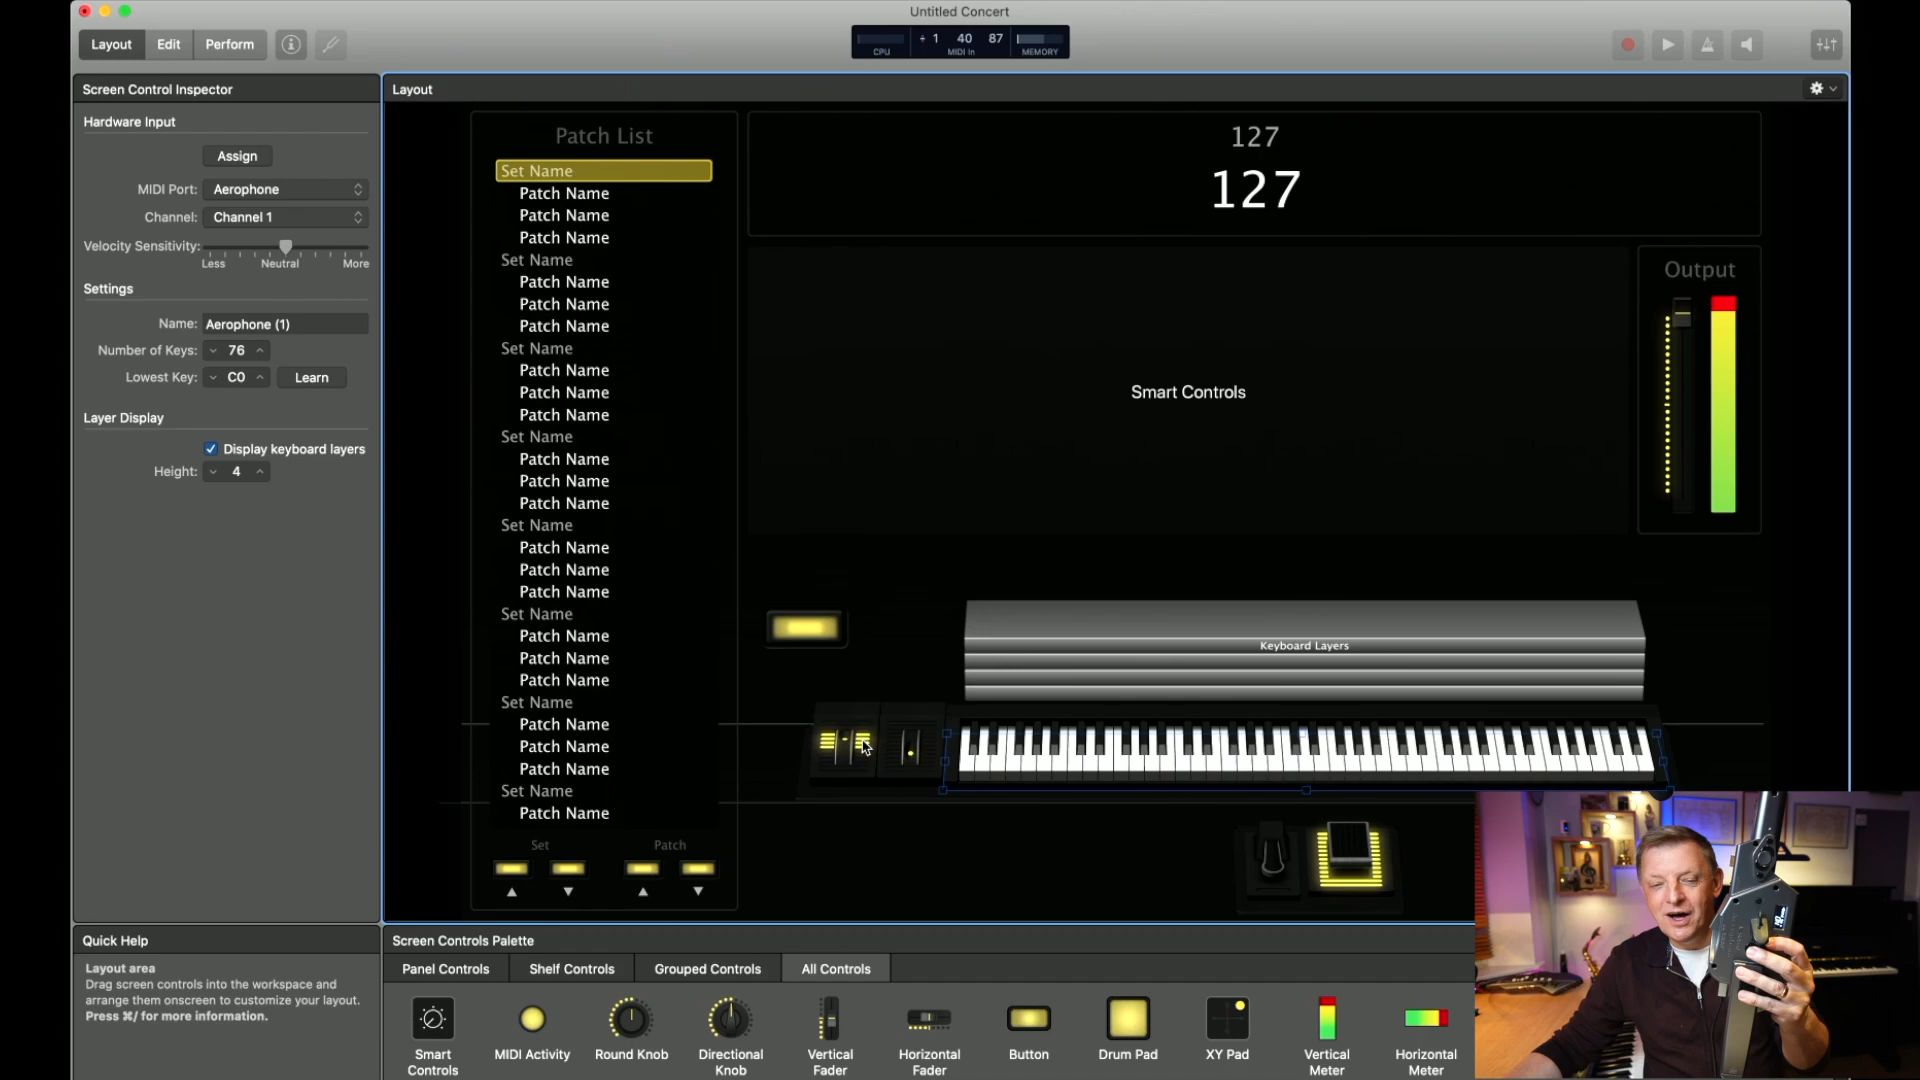 Untitled Concert
Layout
Edit
Perform
1 40 87
CPU
MIDI In
MEMORY
Screen Control Inspector
Hardware Input
Assign
MIDI Port: Aerophone
Channel: Channel 1
Velocity Sensitivity:
Less Neutral More
Settings
Name: Aerophone (1)
Number of Keys: 76
Lowest Key: C0 Learn
Layer Display
Display keyboard layers
Height: 4
Layout
Patch List
Set Name
Patch Name
Patch Name
Patch Name
Set Name
Patch Name
Patch Name
Patch Name
Set Name
Patch Name
Patch Name
Patch Name
Set Name
Patch Name
Patch Name
Patch Name
Set Name
Patch Name
Patch Name
Patch Name
Set Name
Patch Name
Patch Name
Patch Name
Set Name
Patch Name
Patch Name
Patch Name
Set Name
Patch Name
Set Patch
127
127
Smart Controls
Output
Keyboard Layers
Quick Help
Layout area
Drag screen controls into the workspace and
arrange them onscreen to customize your layout.
Press ⌘/ for more information.
Screen Controls Palette
Panel Controls
Shelf Controls
Grouped Controls
All Controls
Smart
Controls
MIDI Activity
Round Knob
Directional
Knob
Vertical
Fader
Horizontal
Fader
Button
Drum Pad
XY Pad
Vertical
Meter
Horizontal
Meter